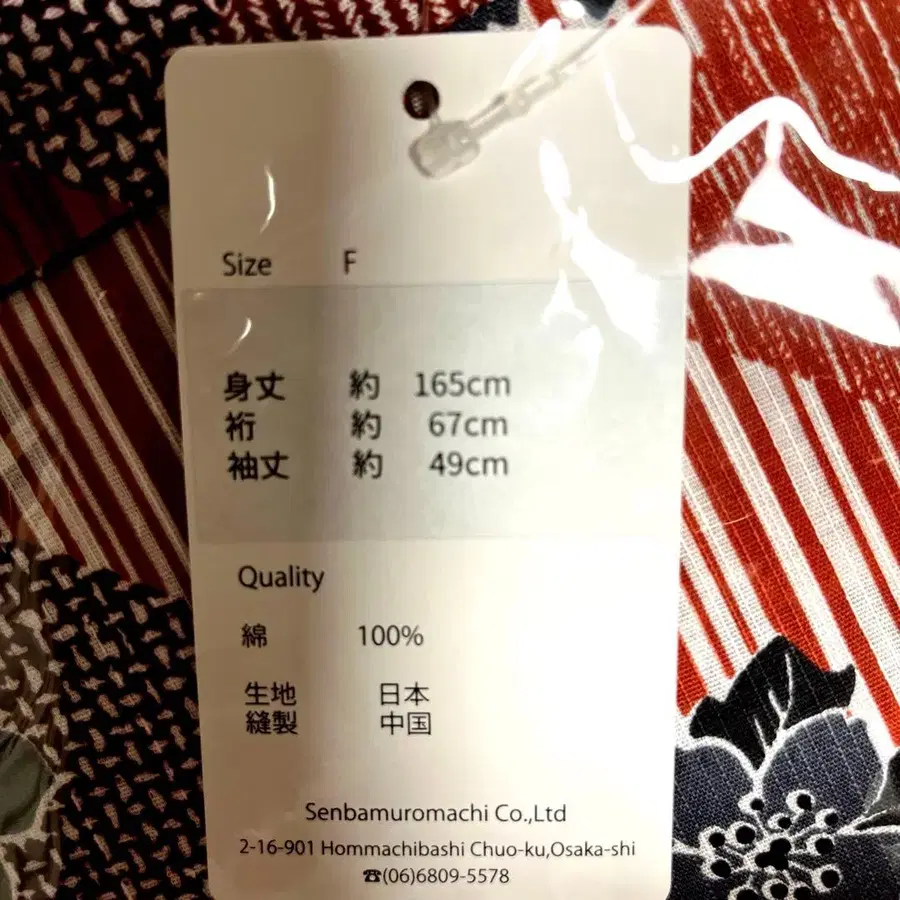 Size F
身丈 約 165cm
裄 約 67cm
袖丈 約 49cm
Quality
綿 100%
生地 日本
縫製 中国
Senbamuromachi Co.,Ltd
2-16-901 Hommachibashi Chuo-ku,Osaka-shi
☎(06)6809-5578